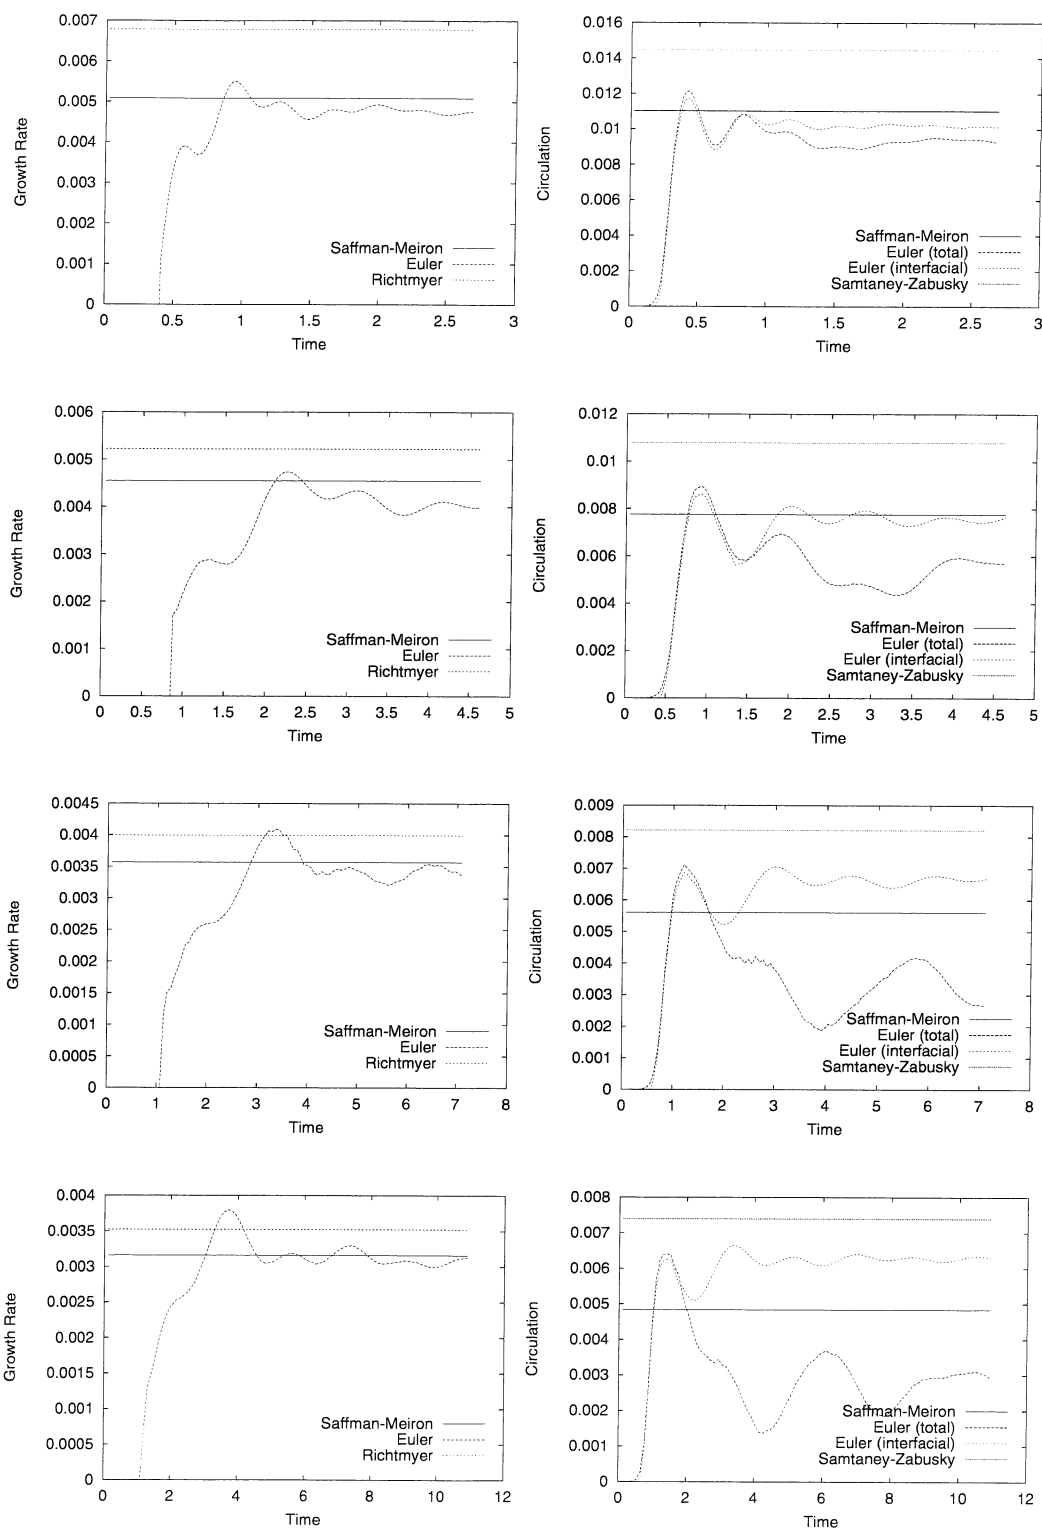 0.007
0.006
0.005
0.004
0.003
0.002
0.001
0
Growth Rate
Saffman-Meiron
Euler
Richtmyer
0 0.5 1 1.5 2 2.5 3
Time
0.016
0.014
0.012
0.01
0.008
0.006
0.004
0.002
0
Circulation
Saffman-Meiron
Euler (total)
Euler (interfacial)
Samtaney-Zabusky
0 0.5 1 1.5 2 2.5 3
Time
0.006
0.005
0.004
0.003
0.002
0.001
0
Growth Rate
Saffman-Meiron
Euler
Richtmyer
0 0.5 1 1.5 2 2.5 3 3.5 4 4.5 5
Time
0.012
0.01
0.008
0.006
0.004
0.002
0
Circulation
Saffman-Meiron
Euler (total)
Euler (interfacial)
Samtaney-Zabusky
0 0.5 1 1.5 2 2.5 3 3.5 4 4.5 5
Time
0.0045
0.004
0.0035
0.003
0.0025
0.002
0.0015
0.001
0.0005
0
Growth Rate
Saffman-Meiron
Euler
Richtmyer
0 1 2 3 4 5 6 7 8
Time
0.009
0.008
0.007
0.006
0.005
0.004
0.003
0.002
0.001
0
Circulation
Saffman-Meiron
Euler (total)
Euler (interfacial)
Samtaney-Zabusky
0 1 2 3 4 5 6 7 8
Time
0.004
0.0035
0.003
0.0025
0.002
0.0015
0.001
0.0005
0
Growth Rate
Saffman-Meiron
Euler
Richtmyer
0 2 4 6 8 10 12
Time
0.008
0.007
0.006
0.005
0.004
0.003
0.002
0.001
0
Circulation
Saffman-Meiron
Euler (total)
Euler (interfacial)
Samtaney-Zabusky
0 2 4 6 8 10 12
Time